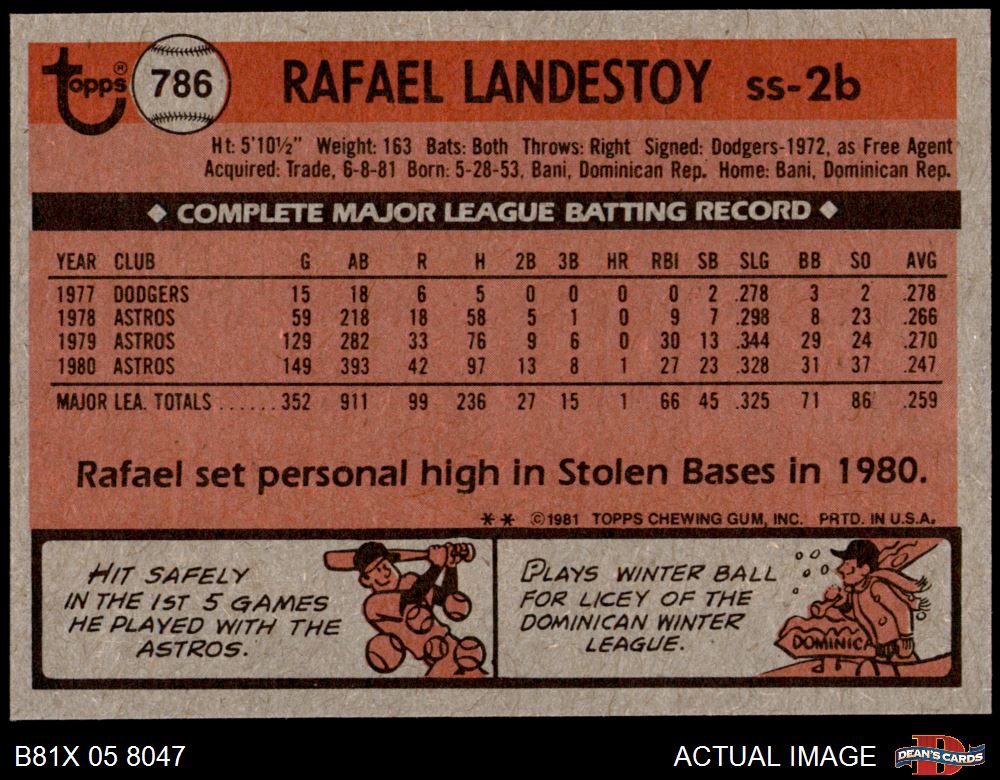 Topps® 786 RAFAEL LANDESTOY ss-2b
Ht: 5'10½" Weight: 163 Bats: Both Throws: Right Signed: Dodgers-1972, as Free Agent
Acquired: Trade, 6-8-81 Born: 5-28-53, Bani, Dominican Rep. Home: Bani, Dominican Rep.
◆ COMPLETE MAJOR LEAGUE BATTING RECORD ◆
YEAR CLUB G AB R H 2B 3B HR RBI SB SLG BB SO AVG
1977 DODGERS 15 18 6 5 0 0 0 0 2 .278 3 2 .278
1978 ASTROS 59 218 18 58 5 1 0 9 7 .298 8 23 .266
1979 ASTROS 129 282 33 76 9 6 0 30 13 .344 29 24 .270
1980 ASTROS 149 393 42 97 13 8 1 27 23 .328 31 37 .247
MAJOR LEA. TOTALS ......352 911 99 236 27 15 1 66 45 .325 71 86 .259
Rafael set personal high in Stolen Bases in 1980.
** ©1981 TOPPS CHEWING GUM, INC. PRTD. IN U.S.A.
HIT SAFELY
IN THE 1ST 5 GAMES
HE PLAYED WITH THE
ASTROS.
PLAYS WINTER BALL
FOR LICEY OF THE
DOMINICAN WINTER
LEAGUE.
DOMINICA
B81X 05 8047 ACTUAL IMAGE DEAN'S CARDS